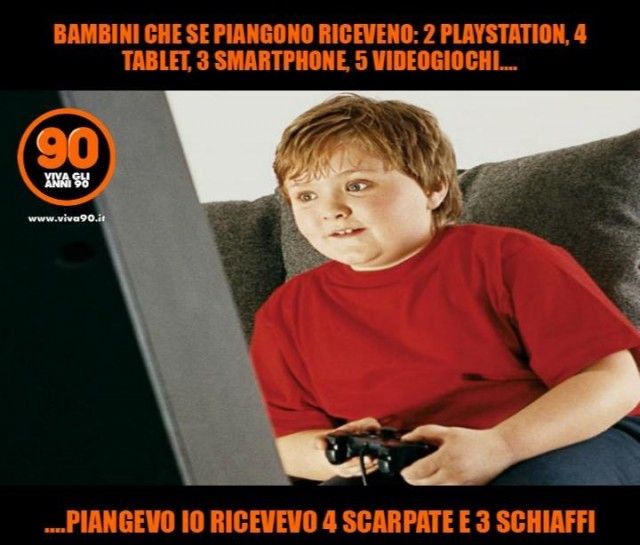 BAMBINI CHE SE PIANGONO RICEVENO: 2 PLAYSTATION, 4
TABLET, 3 SMARTPHONE, 5 VIDEOGIOCHI....
90
VIVA GLI
ANNI 90
www.viva90.it
....PIANGEVO IO RICEVEVO 4 SCARPATE E 3 SCHIAFFI